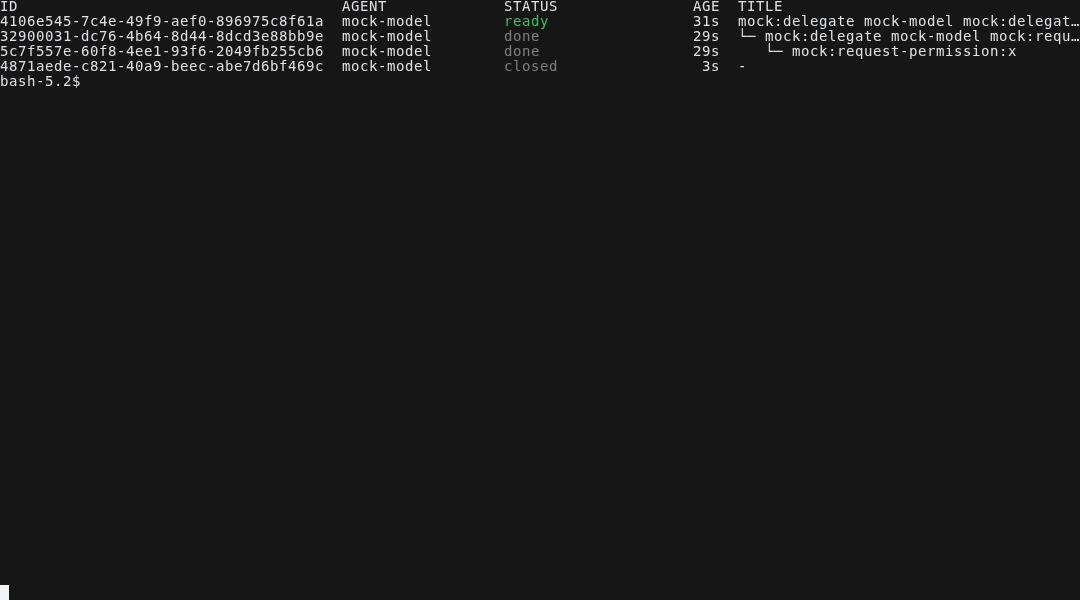 ID AGENT STATUS AGE TITLE
4106e545-7c4e-49f9-aef0-896975c8f61a mock-model ready 31s mock:delegate mock-model mock:delegat…
32900031-dc76-4b64-8d44-8dcd3e88bb9e mock-model done 29s └─ mock:delegate mock-model mock:requ…
5c7f557e-60f8-4ee1-93f6-2049fb255cb6 mock-model done 29s └─ mock:request-permission:x
4871aede-c821-40a9-beec-abe7d6bf469c mock-model closed 3s -
bash-5.2$